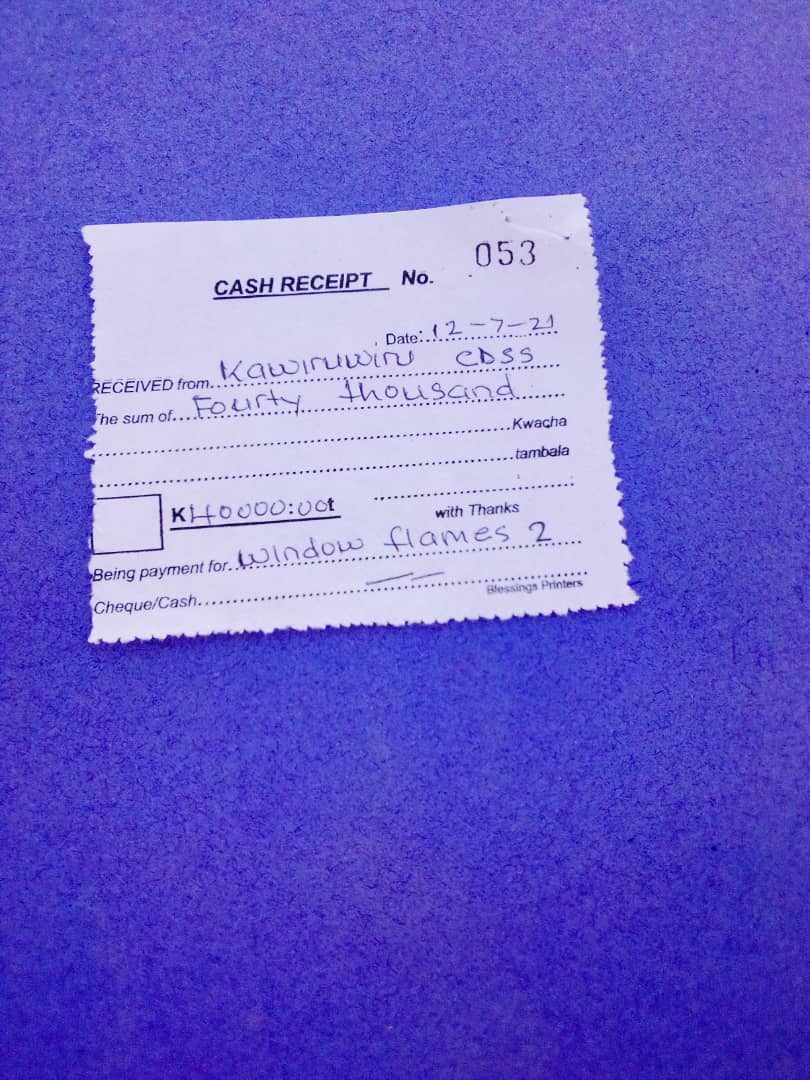 053
CASH RECEIPT No.
Date: 12-7-21
RECEIVED from. Kawiruwiru CDSS
The sum of... Fourty thousand
Kwacha
tambala
K 40000:00t
with Thanks
Being payment for.. window flames 2
Cheque/Cash
Blessings Printers